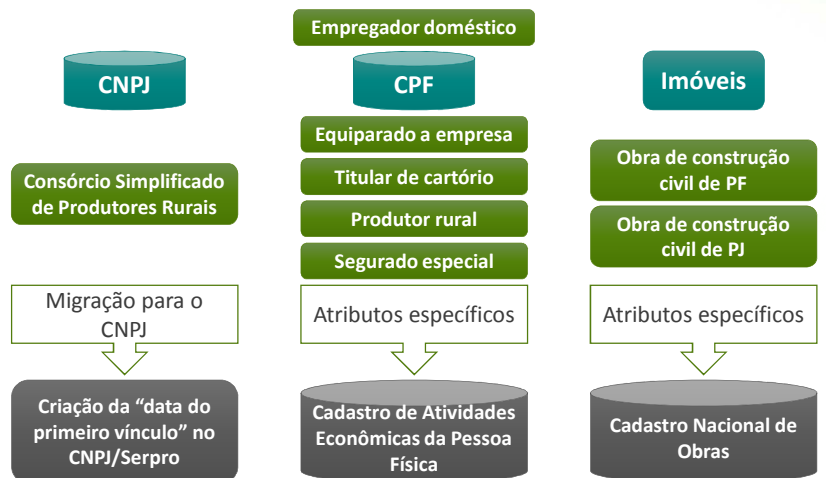 Empregador doméstico
CNPJ
CPF
Imóveis
Consórcio Simplificado
de Produtores Rurais
Equiparado a empresa
Titular de cartório
Produtor rural
Segurado especial
Obra de construção
civil de PF
Obra de construção
civil de PJ
Migração para o
CNPJ
Atributos específicos
Atributos específicos
Criação da “data do
primeiro vínculo” no
CNPJ/Serpro
Cadastro de Atividades
Econômicas da Pessoa
Física
Cadastro Nacional de
Obras